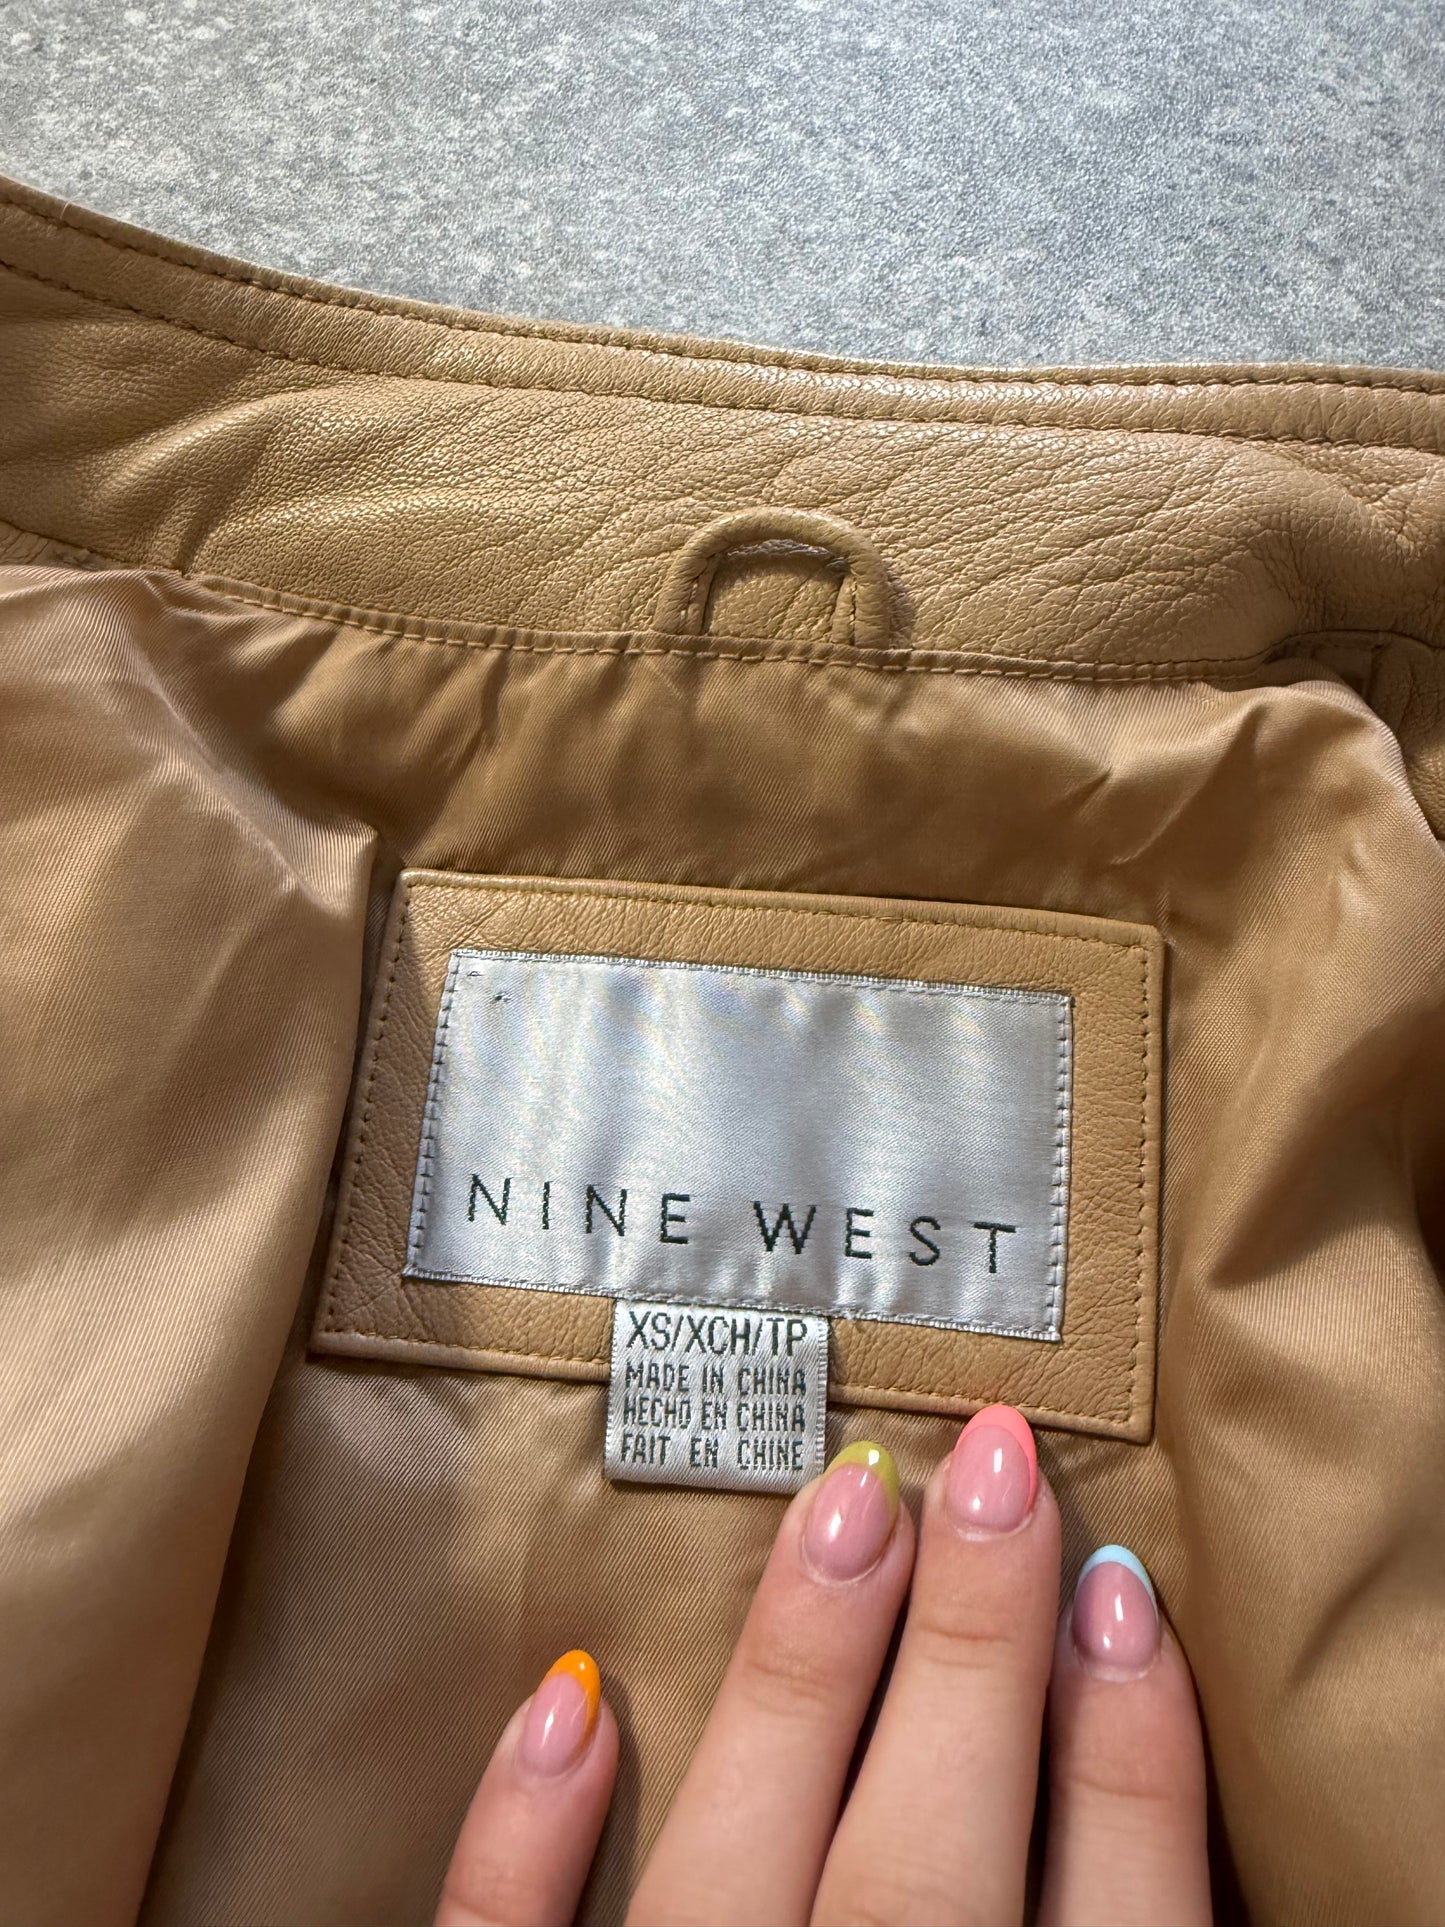 NINE WEST
XS/XCH/TP
MADE IN CHINA
HECHO EN CHINA
FAIT EN CHINE